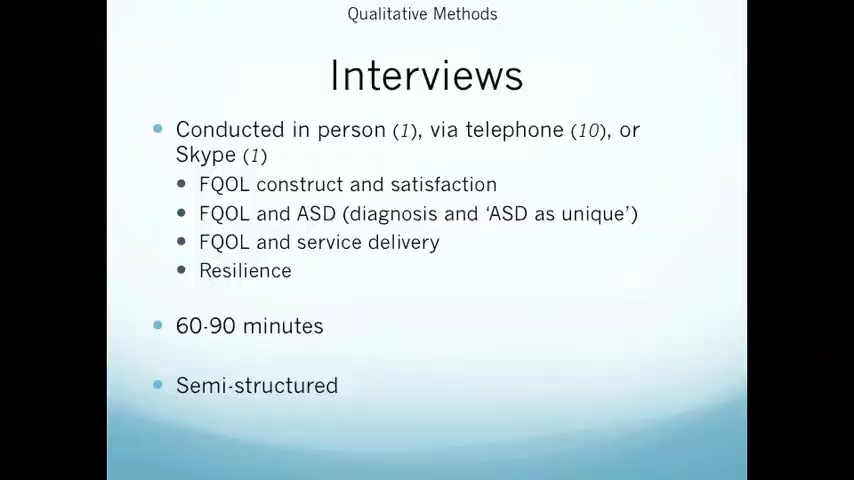 Qualitative Methods
Interviews
• Conducted in person (1), via telephone (10), or
Skype (1)
• FQOL construct and satisfaction
• FQOL and ASD (diagnosis and ‘ASD as unique’)
• FQOL and service delivery
• Resilience
• 60-90 minutes
• Semi-structured